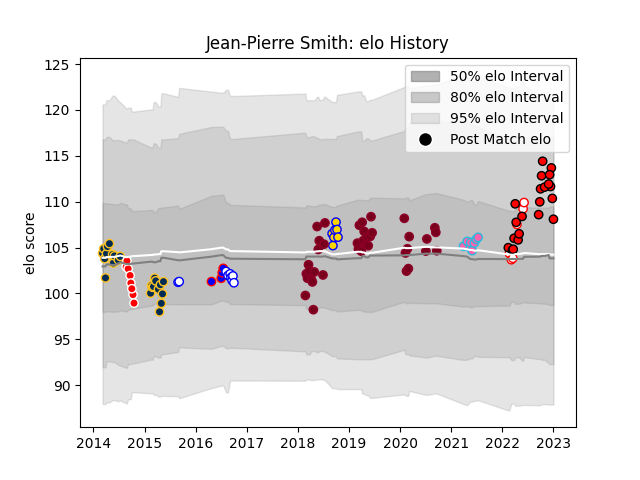 Jean-Pierre Smith: elo History
50% elo Interval
80% elo Interval
95% elo Interval
Post Match elo
elo score
125
120
115
110
105
100
95
90
2014 2015 2016 2017 2018 2019 2020 2021 2022 2023